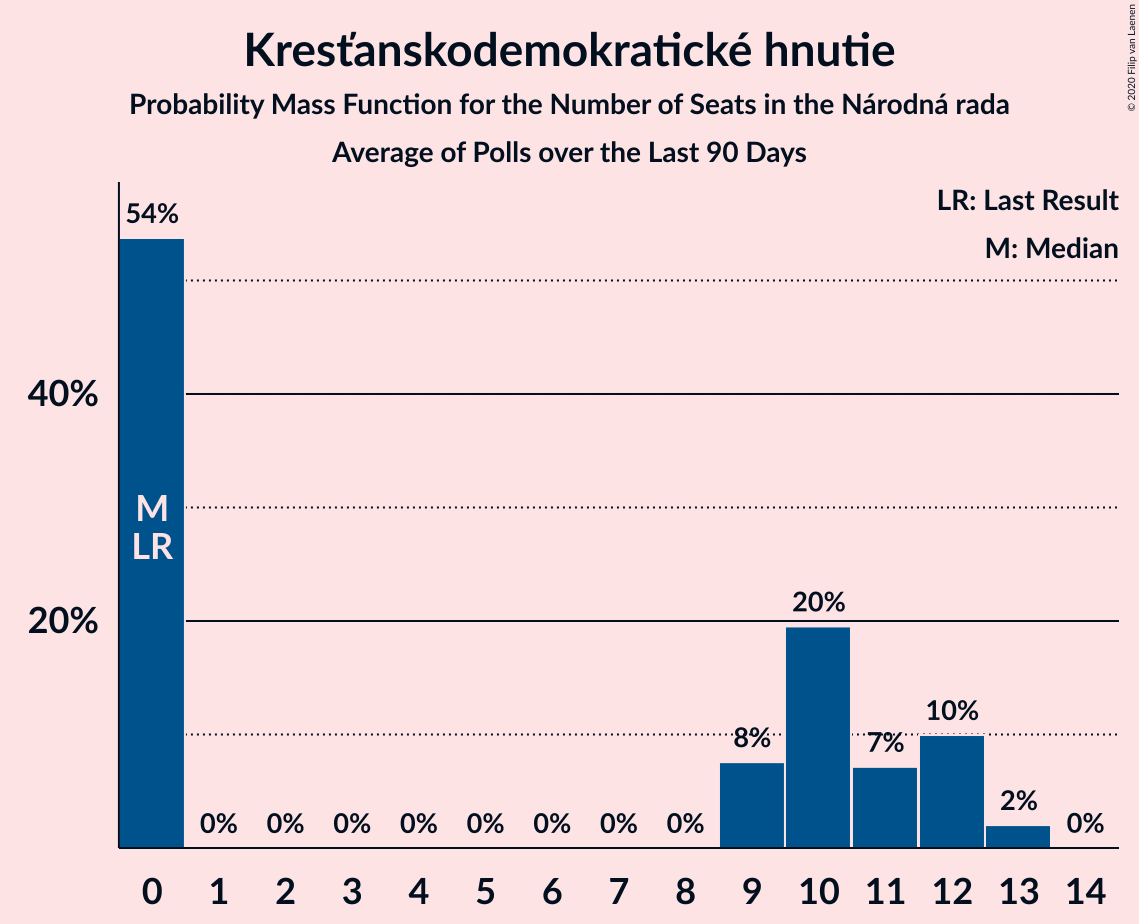 Kresťanskodemokratické hnutie
Probability Mass Function for the Number of Seats in the Národná rada
Average of Polls over the Last 90 Days
© 2020 Filip van Laenen
LR: Last Result
M: Median
54%
40%
M
LR
20%
20%
10%
8%
7%
2%
0% 0% 0% 0% 0% 0% 0% 0% 0%
0 1 2 3 4 5 6 7 8 9 10 11 12 13 14